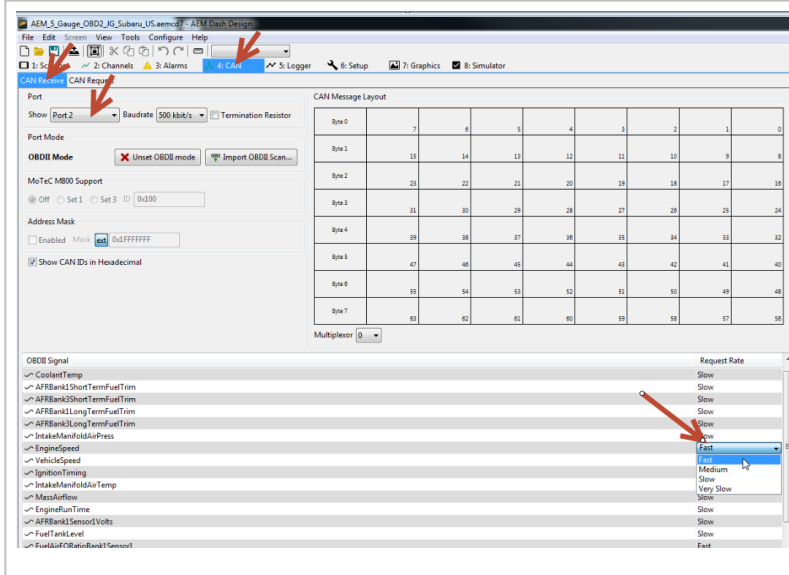 AEM_5_Gauge_OBD2_JG_Subaru_US.aemcd7 - AEM Dash Design
File Edit Screen View Tools Configure Help
2: Channels 3: Alarms 4: CAN 5: Logger 6: Setup 7: Graphics 8: Simulator
CAN Receive CAN Request
Port
Show Port 2 Baudrate 500 kbit/s Termination Resistor
Port Mode
OBDII Mode Unset OBDII mode Import OBDII Scan...
MoTeC M800 Support
Off Set 1 Set 3 ID 0x100
Address Mask
Enabled Mask ext 0x1FFFFFFF
Show CAN IDs in Hexadecimal
CAN Message Layout
Byte 0 7 6 5 4 3 2 1 0
Byte 1 15 14 13 12 11 10 9 8
Byte 2 23 22 21 20 19 18 17 16
Byte 3 31 30 29 28 27 26 25 24
Byte 4 39 38 37 36 35 34 33 32
Byte 5 47 46 45 44 43 42 41 40
Byte 6 55 54 53 52 51 50 49 48
Byte 7 63 62 61 60 59 58 57 56
Multiplexor 0
OBDII Signal Request Rate
CoolantTemp Slow
AFRBank1ShortTermFuelTrim Slow
AFRBank3ShortTermFuelTrim Slow
AFRBank1LongTermFuelTrim Slow
AFRBank3LongTermFuelTrim Slow
IntakeManifoldAirPress Slow
EngineSpeed Fast
VehicleSpeed Fast
IgnitionTiming Medium
IntakeManifoldAirTemp Slow
Very Slow
MassAirflow Slow
EngineRunTime Slow
AFRBank1Sensor1Volts Slow
FuelTankLevel Slow
FuelAirEQRatioBank1Sensor1 Fast